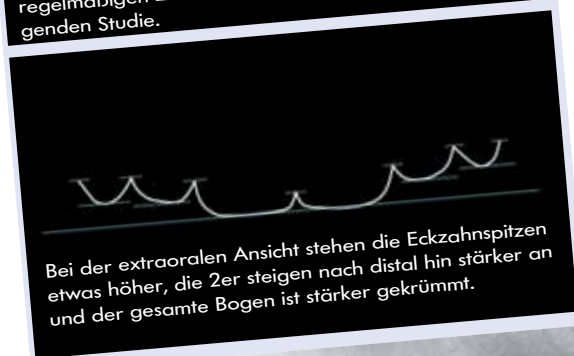 regelmäßigen
genden Studie.
Bei der extraoralen Ansicht stehen die Eckzahnspitzen
etwas höher, die 2er steigen nach distal hin stärker an
und der gesamte Bogen ist stärker gekrümmt.